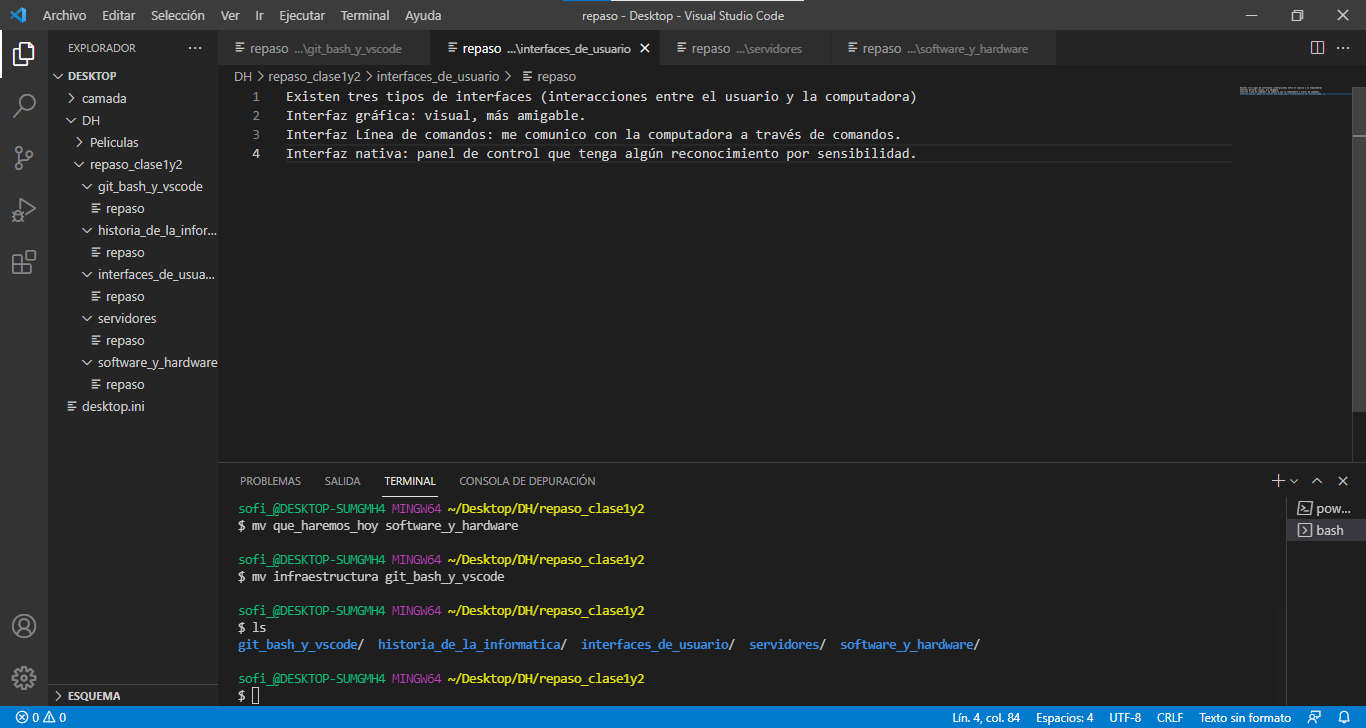 Archivo Editar Selección Ver Ir Ejecutar Terminal Ayuda
repaso - Desktop - Visual Studio Code
EXPLORADOR
DESKTOP
camada
DH
Peliculas
repaso_clase1y2
git_bash_y_vscode
repaso
historia_de_la_infor...
repaso
interfaces_de_usua...
repaso
servidores
repaso
software_y_hardware
repaso
desktop.ini
ESQUEMA
repaso ...\git_bash_y_vscode
repaso ...\interfaces_de_usuario
repaso ...\servidores
repaso ...\software_y_hardware
DH > repaso_clase1y2 > interfaces_de_usuario > repaso
1 Existen tres tipos de interfaces (interacciones entre el usuario y la computadora)
2 Interfaz gráfica: visual, más amigable.
3 Interfaz Línea de comandos: me comunico con la computadora a través de comandos.
4 Interfaz nativa: panel de control que tenga algún reconocimiento por sensibilidad.
PROBLEMAS SALIDA TERMINAL CONSOLA DE DEPURACIÓN
sofi_@DESKTOP-SUMGMH4 MINGW64 ~/Desktop/DH/repaso_clase1y2
$ mv que_haremos_hoy software_y_hardware
sofi_@DESKTOP-SUMGMH4 MINGW64 ~/Desktop/DH/repaso_clase1y2
$ mv infraestructura git_bash_y_vscode
sofi_@DESKTOP-SUMGMH4 MINGW64 ~/Desktop/DH/repaso_clase1y2
$ ls
git_bash_y_vscode/ historia_de_la_informatica/ interfaces_de_usuario/ servidores/ software_y_hardware/
sofi_@DESKTOP-SUMGMH4 MINGW64 ~/Desktop/DH/repaso_clase1y2
$
pow...
bash
0 0
Lín. 4, col. 84 Espacios: 4 UTF-8 CRLF Texto sin formato